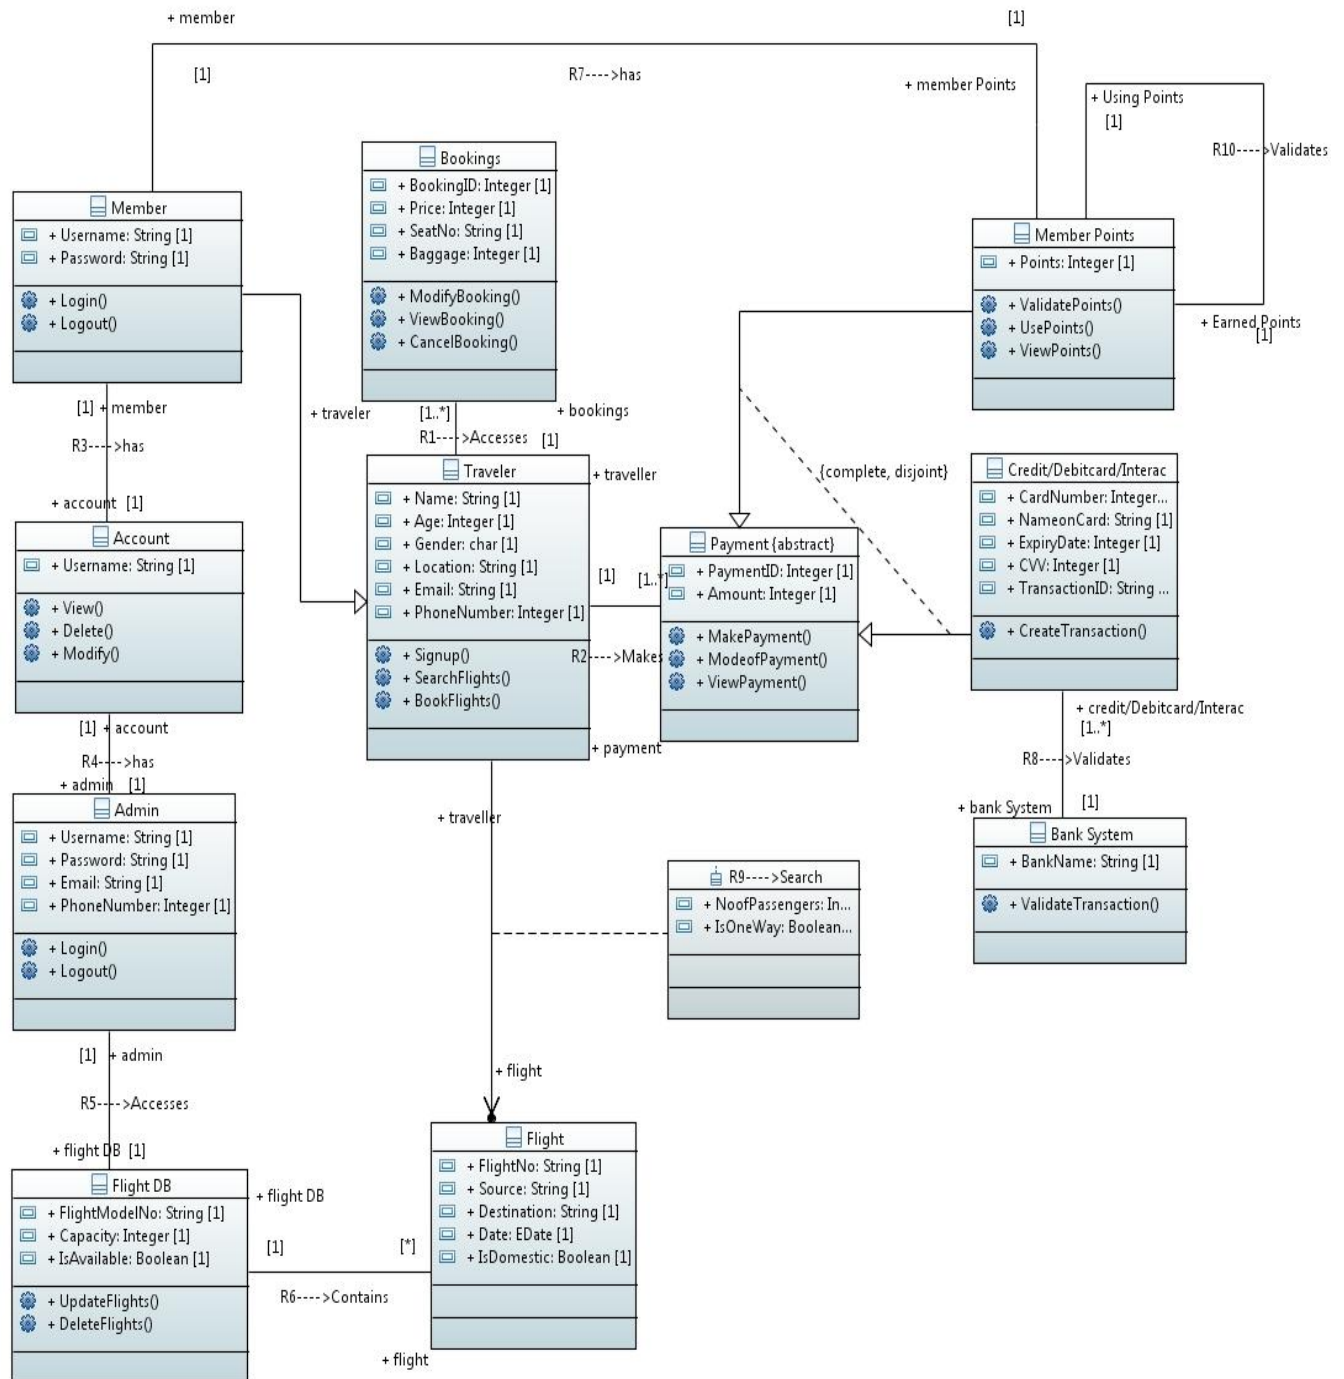 + member
[1]
[1]
R7---->has
+ member Points
+ Using Points
[1]
R10---->Validates
+ Earned Points
[1]
Bookings
+ BookingID: Integer [1]
+ Price: Integer [1]
+ SeatNo: String [1]
+ Baggage: Integer [1]
+ ModifyBooking()
+ ViewBooking()
+ CancelBooking()
Member
+ Username: String [1]
+ Password: String [1]
+ Login()
+ Logout()
Member Points
+ Points: Integer [1]
+ ValidatePoints()
+ UsePoints()
+ ViewPoints()
[1] + member
R3---->has
+ account [1]
+ traveler
[1..*]
+ bookings
R1---->Accesses
[1]
+ traveller
{complete, disjoint}
Traveler
+ Name: String [1]
+ Age: Integer [1]
+ Gender: char [1]
+ Location: String [1]
+ Email: String [1]
+ PhoneNumber: Integer [1]
+ Signup()
+ SearchFlights()
+ BookFlights()
[1]
[1..*]
R2---->Makes
+ payment
Payment {abstract}
+ PaymentID: Integer [1]
+ Amount: Integer [1]
+ MakePayment()
+ ModeofPayment()
+ ViewPayment()
Credit/Debitcard/Interac
+ CardNumber: Integer...
+ NameonCard: String [1]
+ ExpiryDate: Integer [1]
+ CVV: Integer [1]
+ TransactionID: String ...
+ CreateTransaction()
Account
+ Username: String [1]
+ View()
+ Delete()
+ Modify()
[1] + account
R4---->has
+ admin [1]
+ credit/Debitcard/Interac
[1..*]
R8---->Validates
+ bank System
[1]
Admin
+ Username: String [1]
+ Password: String [1]
+ Email: String [1]
+ PhoneNumber: Integer [1]
+ Login()
+ Logout()
+ traveller
Bank System
+ BankName: String [1]
+ ValidateTransaction()
R9---->Search
+ NoofPassengers: In...
+ IsOneWay: Boolean...
[1] + admin
R5---->Accesses
+ flight DB [1]
+ flight
Flight DB
+ FlightModelNo: String [1]
+ Capacity: Integer [1]
+ IsAvailable: Boolean [1]
+ UpdateFlights()
+ DeleteFlights()
+ flight DB
[1]
[*]
R6---->Contains
+ flight
Flight
+ FlightNo: String [1]
+ Source: String [1]
+ Destination: String [1]
+ Date: EDate [1]
+ IsDomestic: Boolean [1]